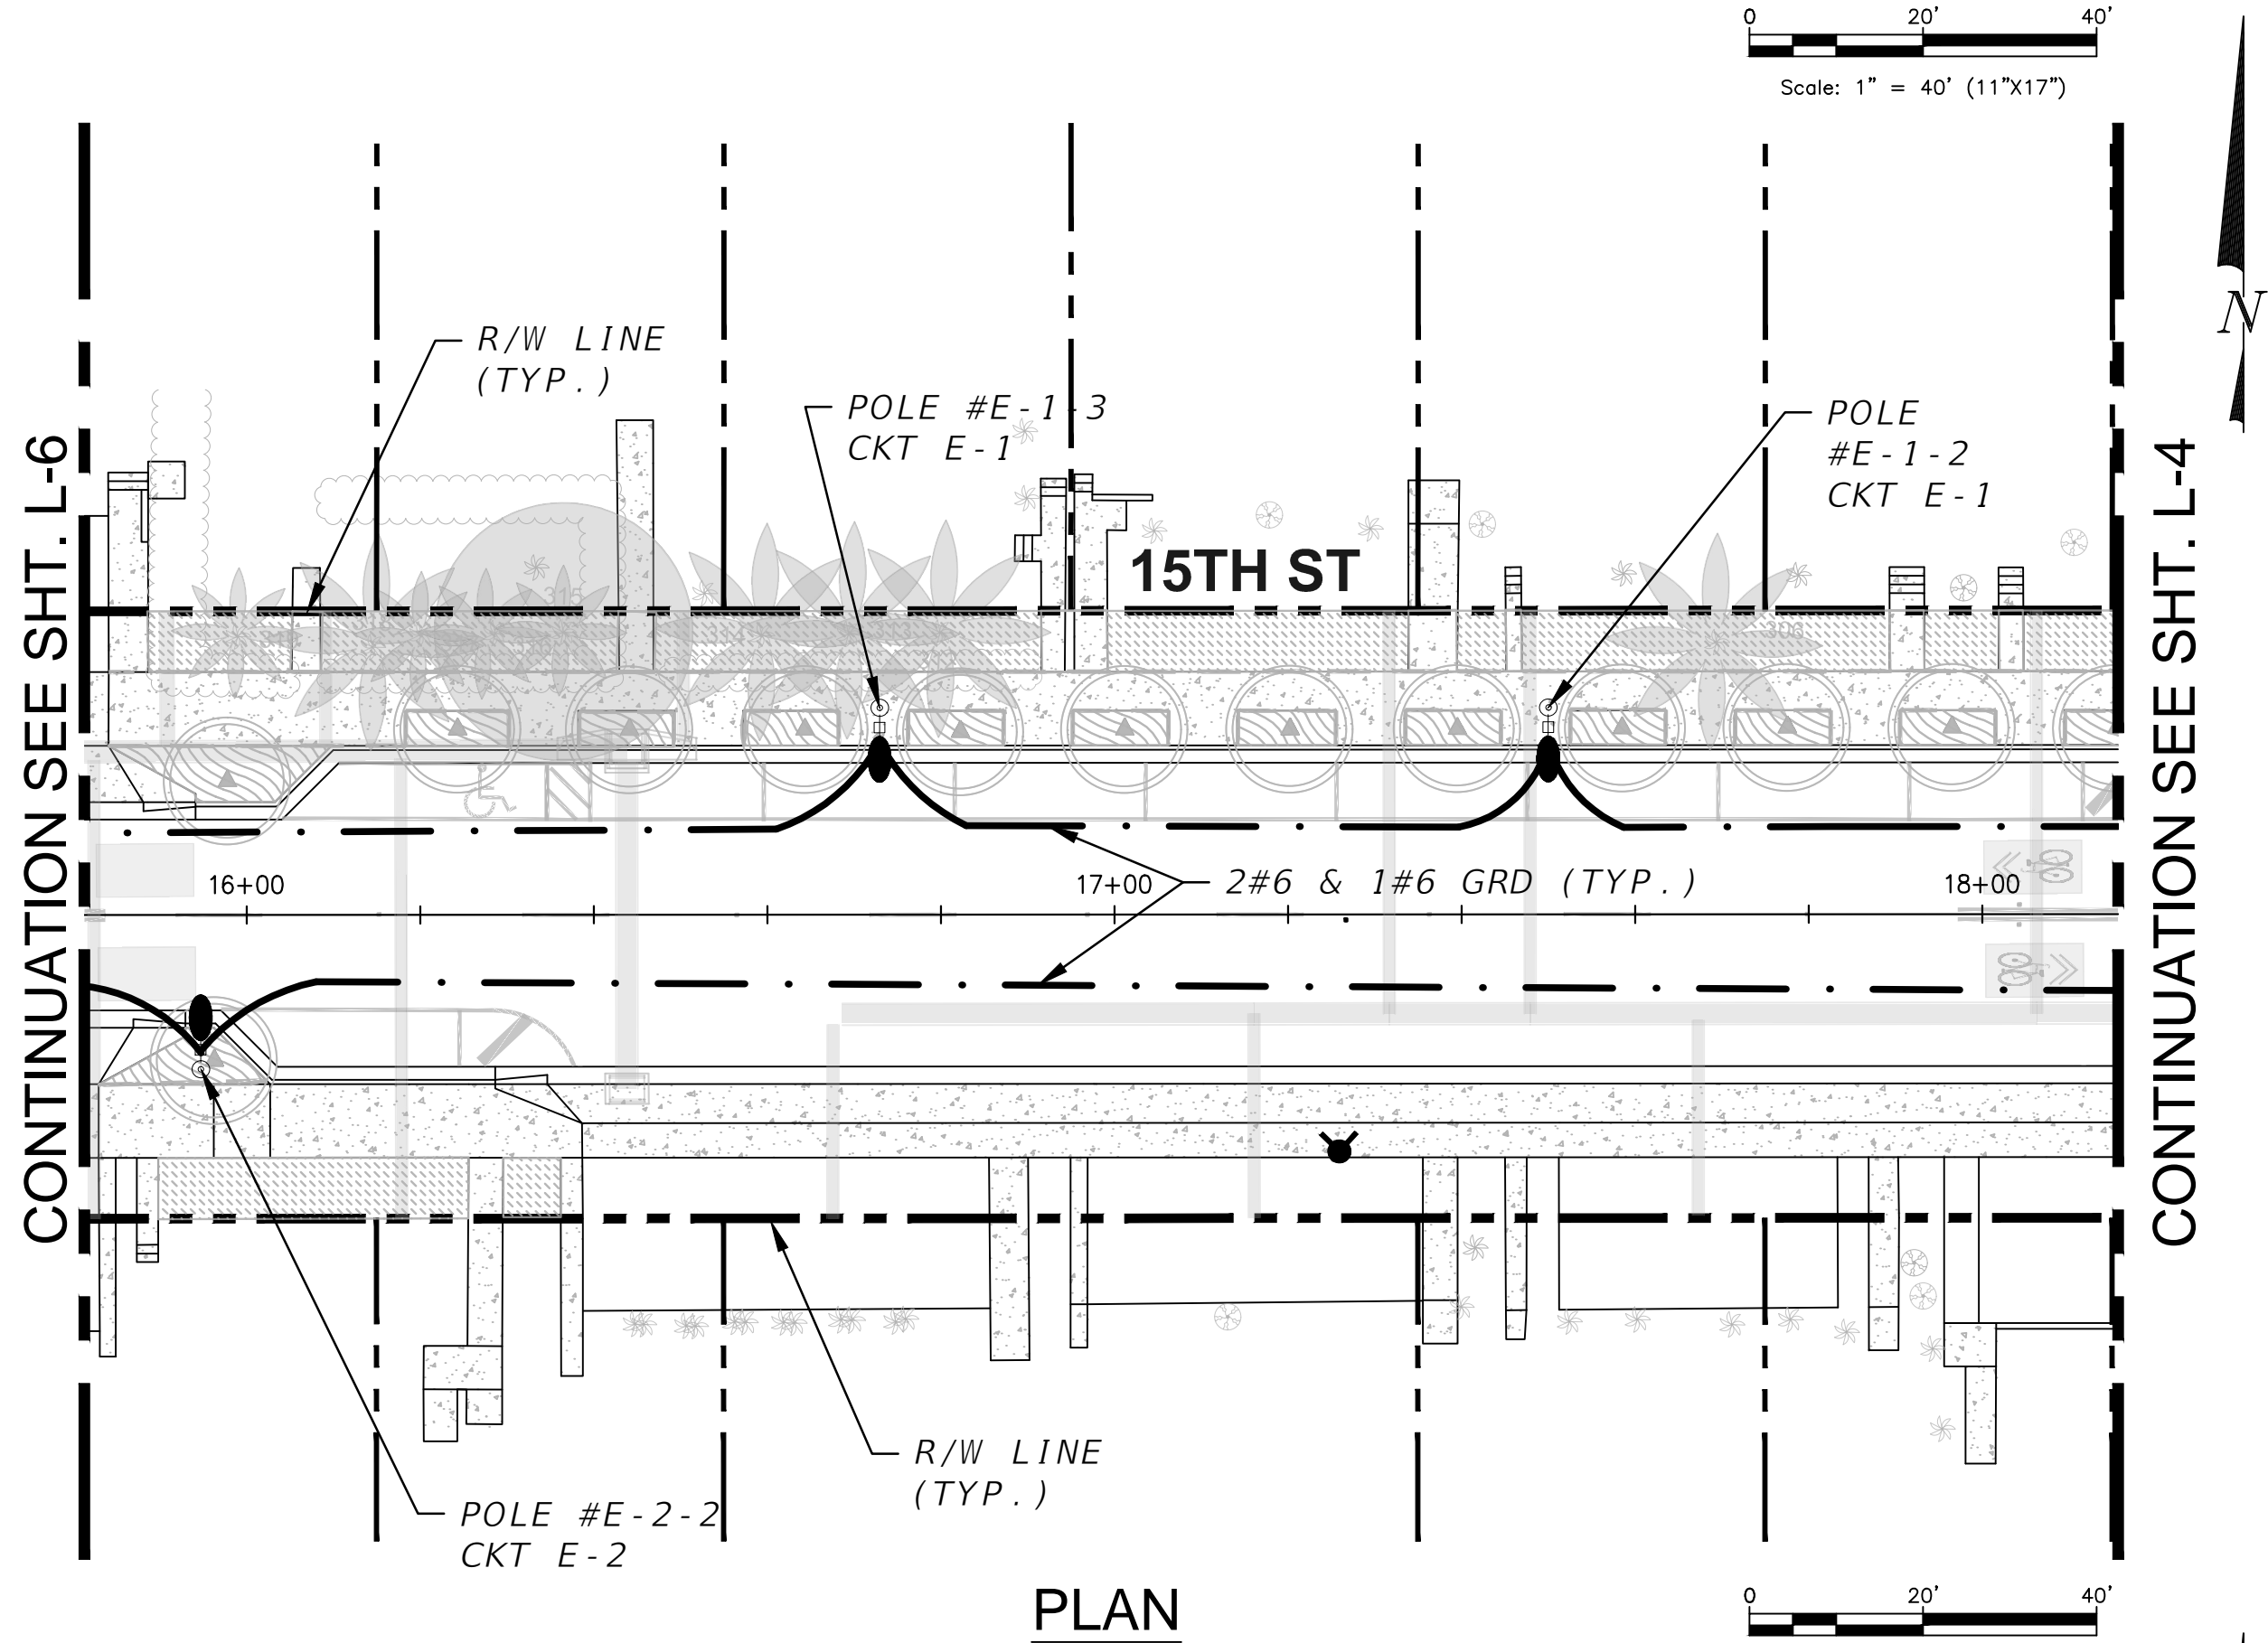 0 20' 40'
Scale: 1" = 40' (11"X17")
N
CONTINUATION SEE SHT. L-6
R/W LINE
(TYP.)
POLE #E-1-3
CKT E-1
POLE
#E-1-2
CKT E-1
CONTINUATION SEE SHT. L-4
15TH ST
315
306
16+00
17+00
18+00
2#6 & 1#6 GRD (TYP.)
R/W LINE
(TYP.)
POLE #E-2-2
CKT E-2
PLAN
0 20' 40'